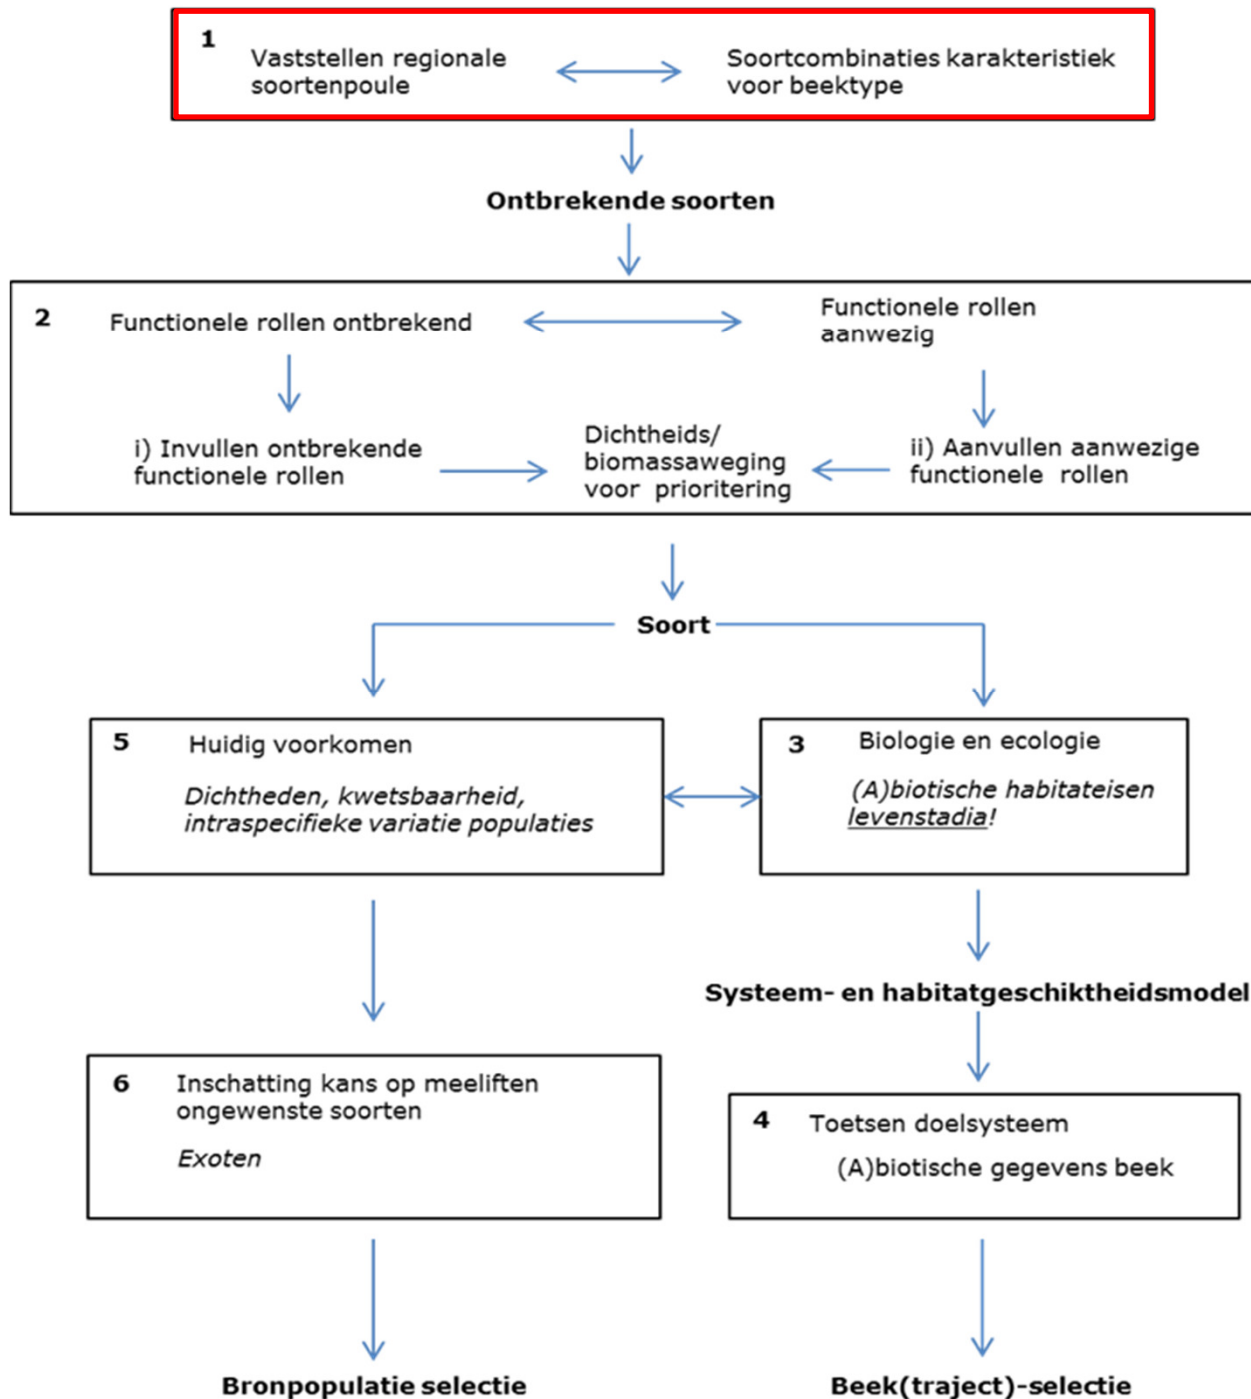 1
Vaststellen regionale
soortenpoule
Soortcombinaties karakteristiek
voor beektype
Ontbrekende soorten
2
Functionele rollen ontbrekend
Functionele rollen
aanwezig
i) Invullen ontbrekende
functionele rollen
Dichtheids/
biomassaweging
voor prioritering
ii) Aanvullen aanwezige
functionele rollen
Soort
5
Huidig voorkomen
Dichtheden, kwetsbaarheid,
intraspecifieke variatie populaties
3
Biologie en ecologie
(A)biotische habitateisen
levenstadia!
Systeem- en habitatgeschiktheidsmodel
6
Inschatting kans op meeliften
ongewenste soorten
Exoten
4
Toetsen doelsysteem
(A)biotische gegevens beek
Bronpopulatie selectie
Beek(traject)-selectie